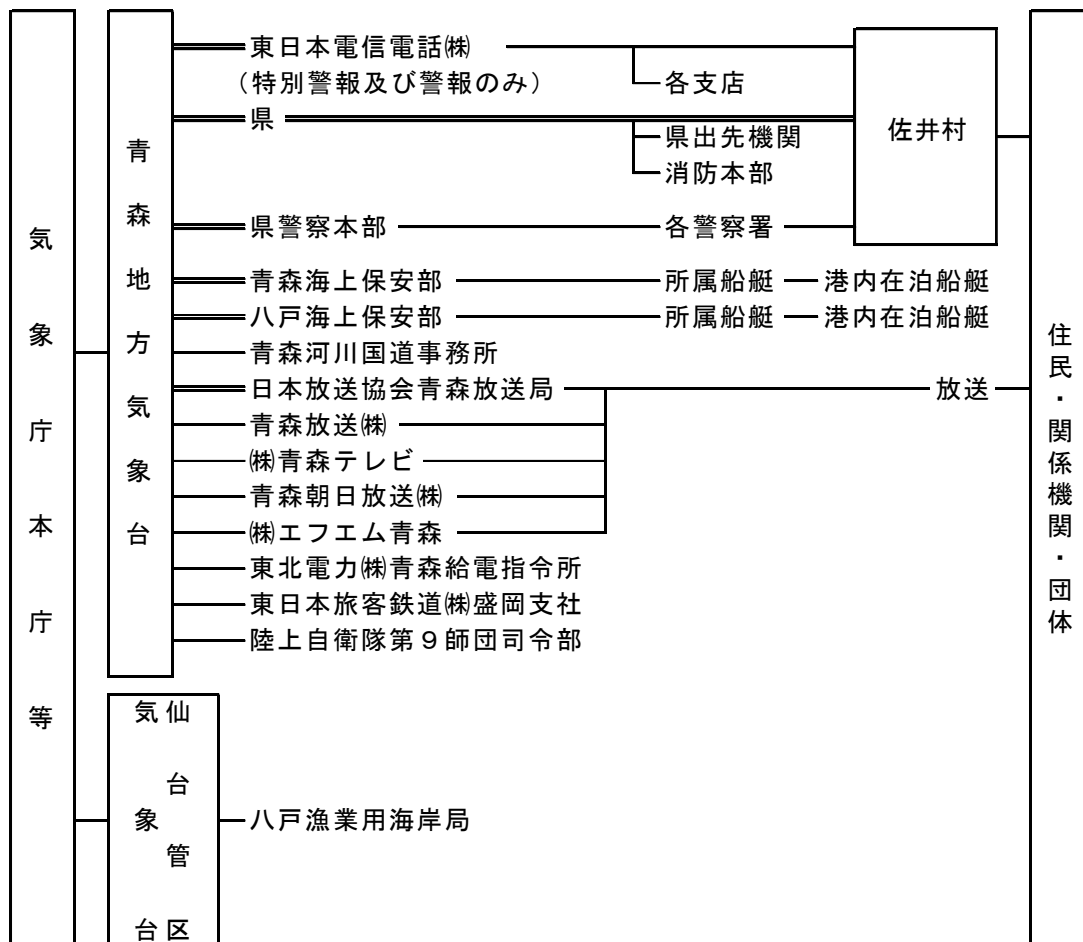 気象庁本庁等
青森地方気象台
東日本電信電話㈱
（特別警報及び警報のみ）
各支店
県
県出先機関
消防本部
佐井村
県警察本部
各警察署
青森海上保安部
所属船艇
港内在泊船艇
八戸海上保安部
所属船艇
港内在泊船艇
青森河川国道事務所
日本放送協会青森放送局
放送
青森放送㈱
㈱青森テレビ
青森朝日放送㈱
㈱エフエム青森
東北電力㈱青森給電指令所
東日本旅客鉄道㈱盛岡支社
陸上自衛隊第９師団司令部
仙台管区
気象台
八戸漁業用海岸局
住民・関係機関・団体